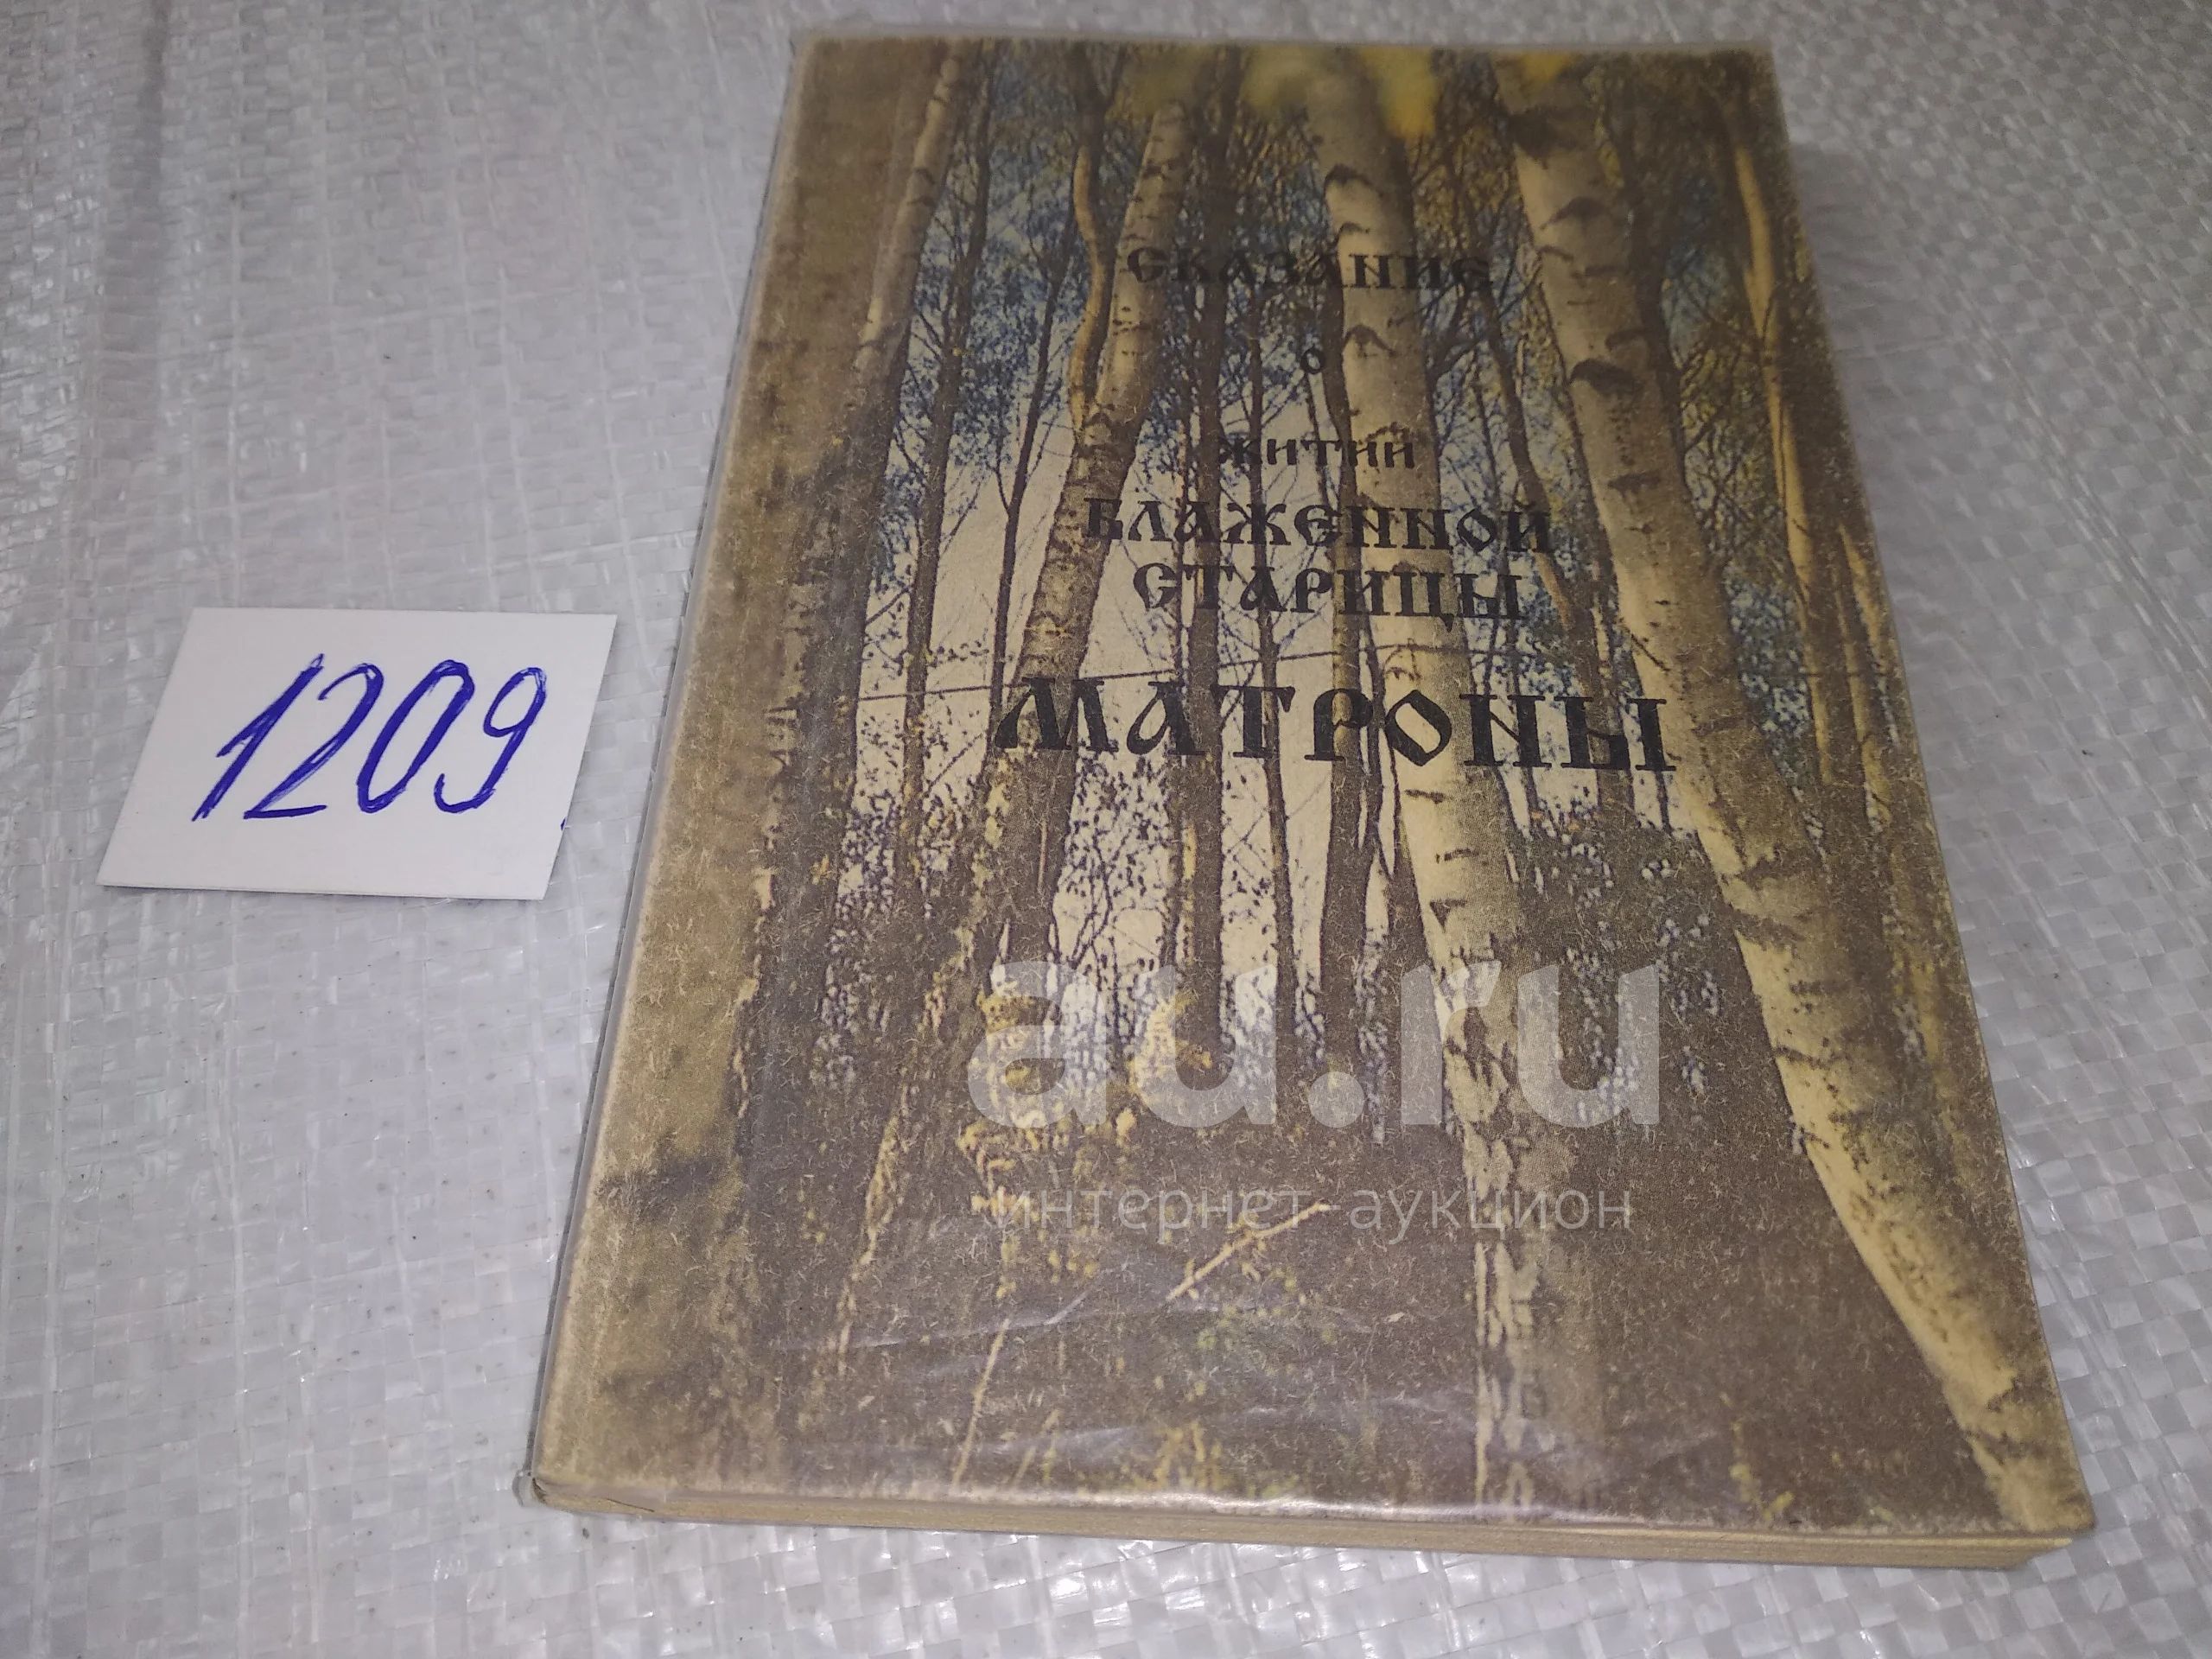 СКАЗАНИЕ
О
ЖИТИИ
БЛАЖЕННОЙ
СТАРИЦЫ
МАТРОНЫ
1209
au.ru
интернет-аукцион